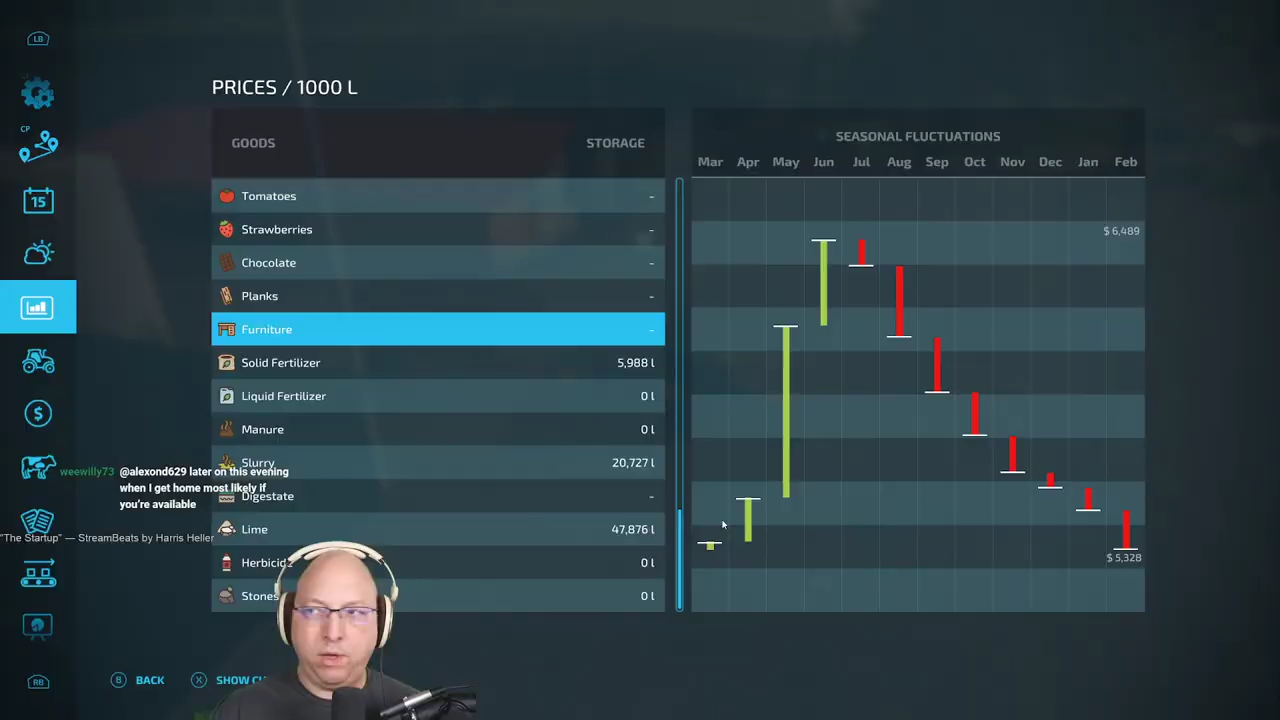 LB
PRICES / 1000 L
GOODS
STORAGE
SEASONAL FLUCTUATIONS
Mar Apr May Jun Jul Aug Sep Oct Nov Dec Jan Feb
CP
15
Tomatoes -
Strawberries -
Chocolate -
Planks -
Furniture -
Solid Fertilizer 5,988 l
Liquid Fertilizer 0 l
Manure 0 l
Slurry 20,727 l
Digestate -
Lime 47,876 l
Herbicid 0 l
Stones 0 l
$ 6,489
$ 5,328
$
weewilly73 @alexond629 later on this evening
when I get home most likely if
you're available
"The Startup" — StreamBeats by Harris Heller
RB
B BACK
X SHOW